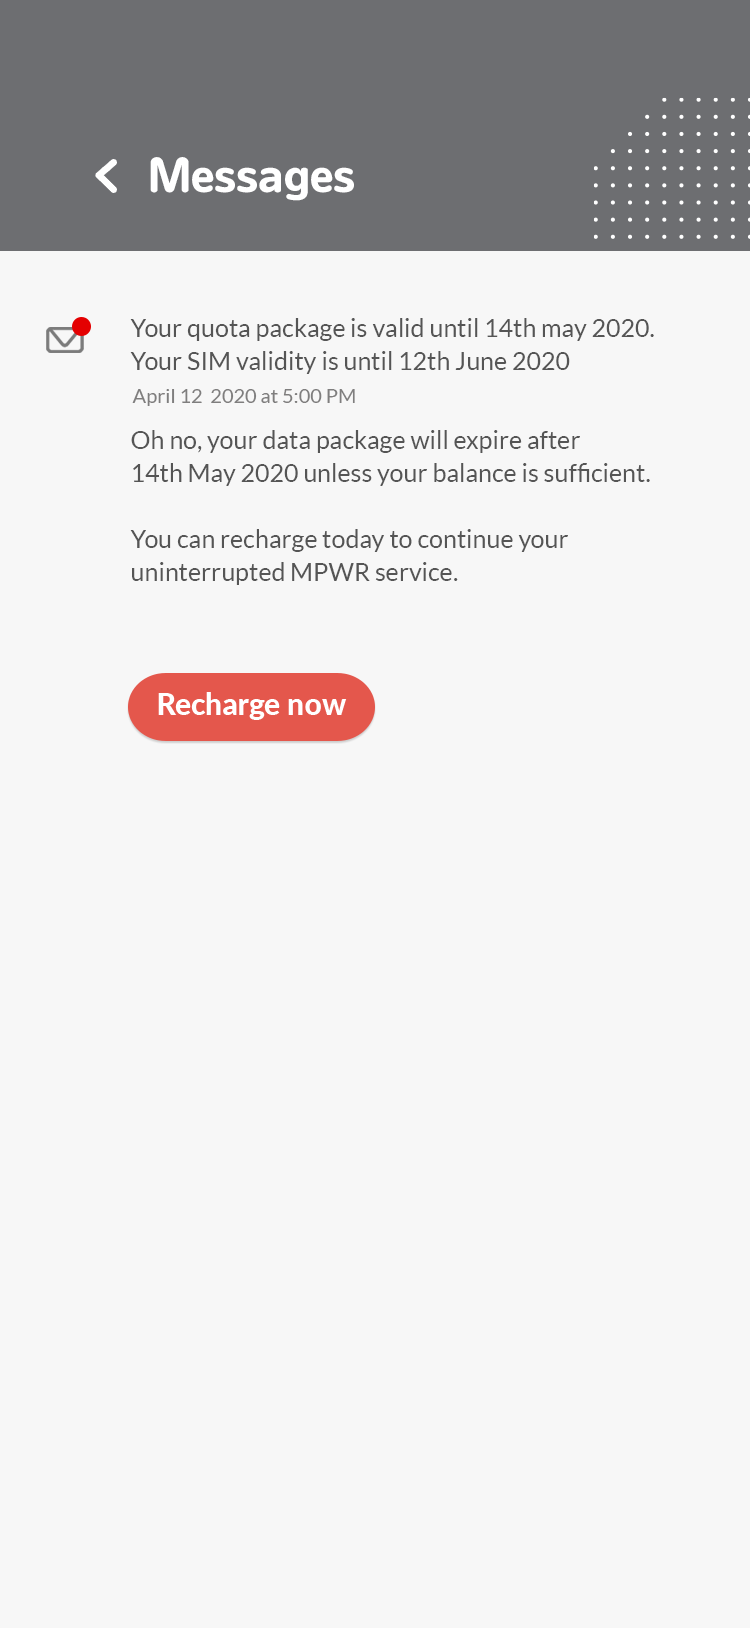 Messages
Your quota package is valid until 14th may 2020.
Your SIM validity is until 12th June 2020
April 12 2020 at 5:00 PM
Oh no, your data package will expire after
14th May 2020 unless your balance is sufficient.
You can recharge today to continue your
uninterrupted MPWR service.
Recharge now